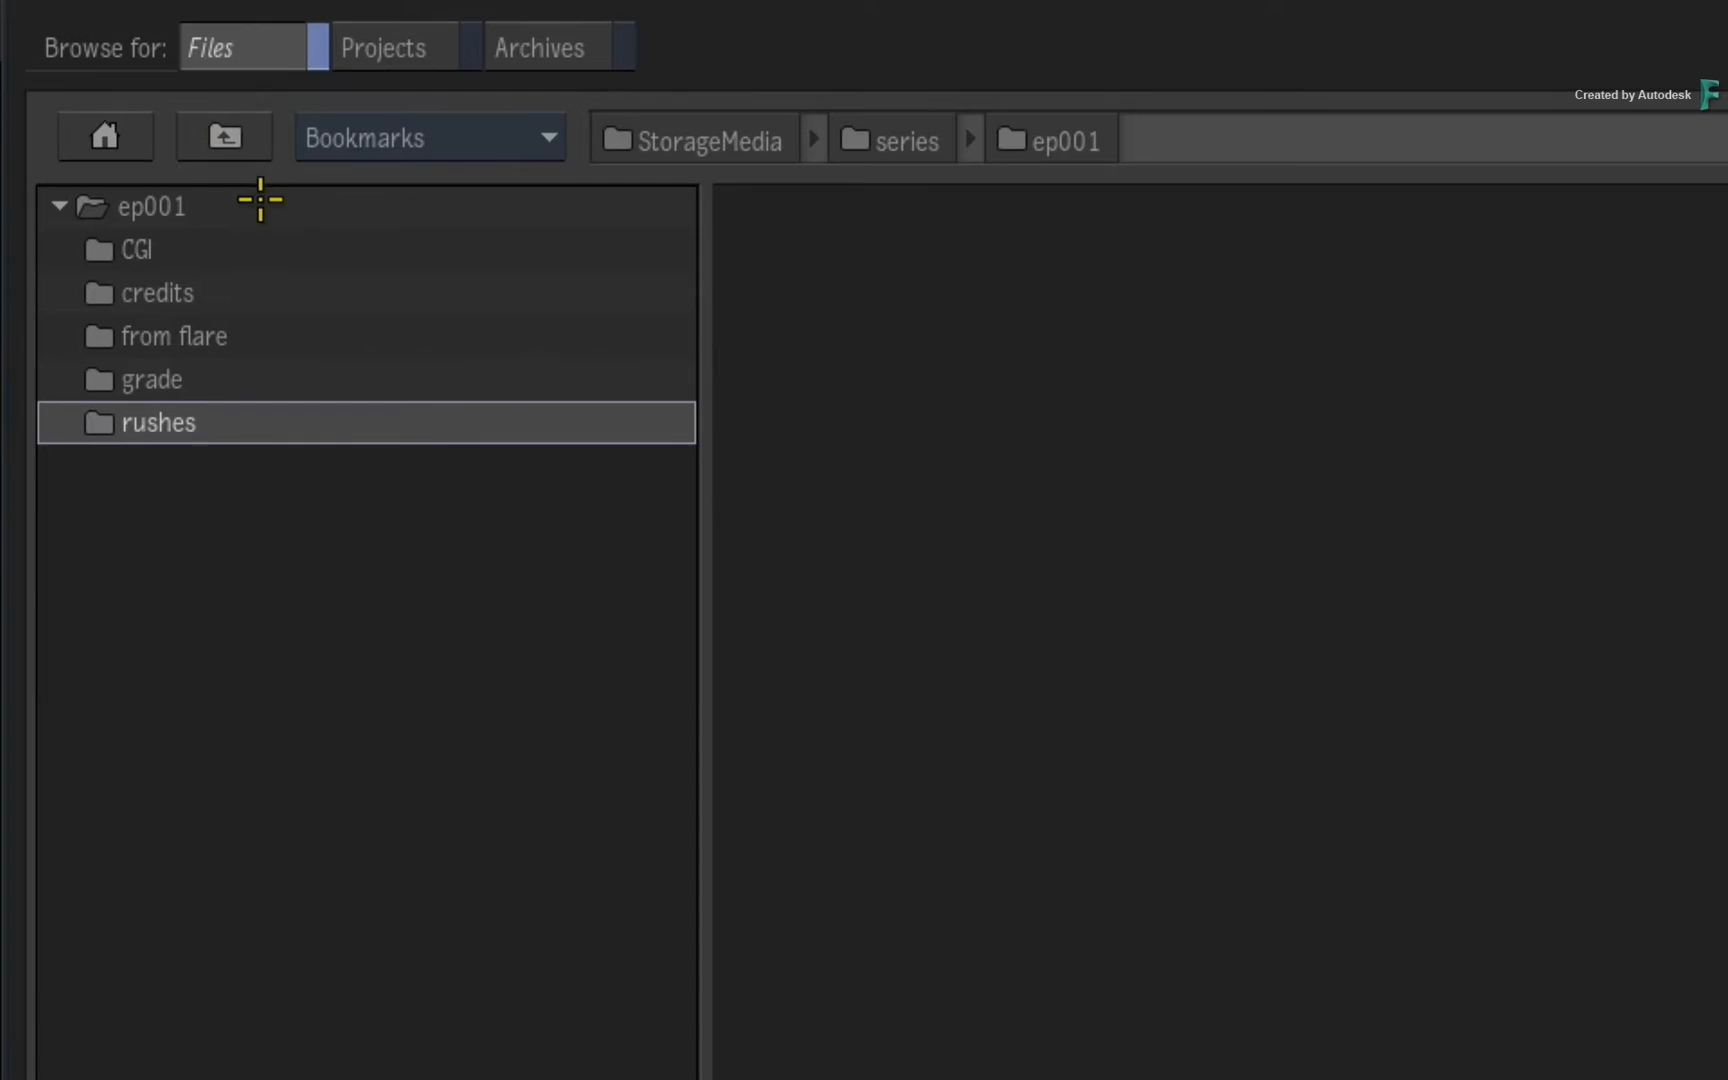 Browse for: Files Projects Archives
Created by Autodesk
Bookmarks StorageMedia series ep001
ep001
CGI
credits
from flare
grade
rushes